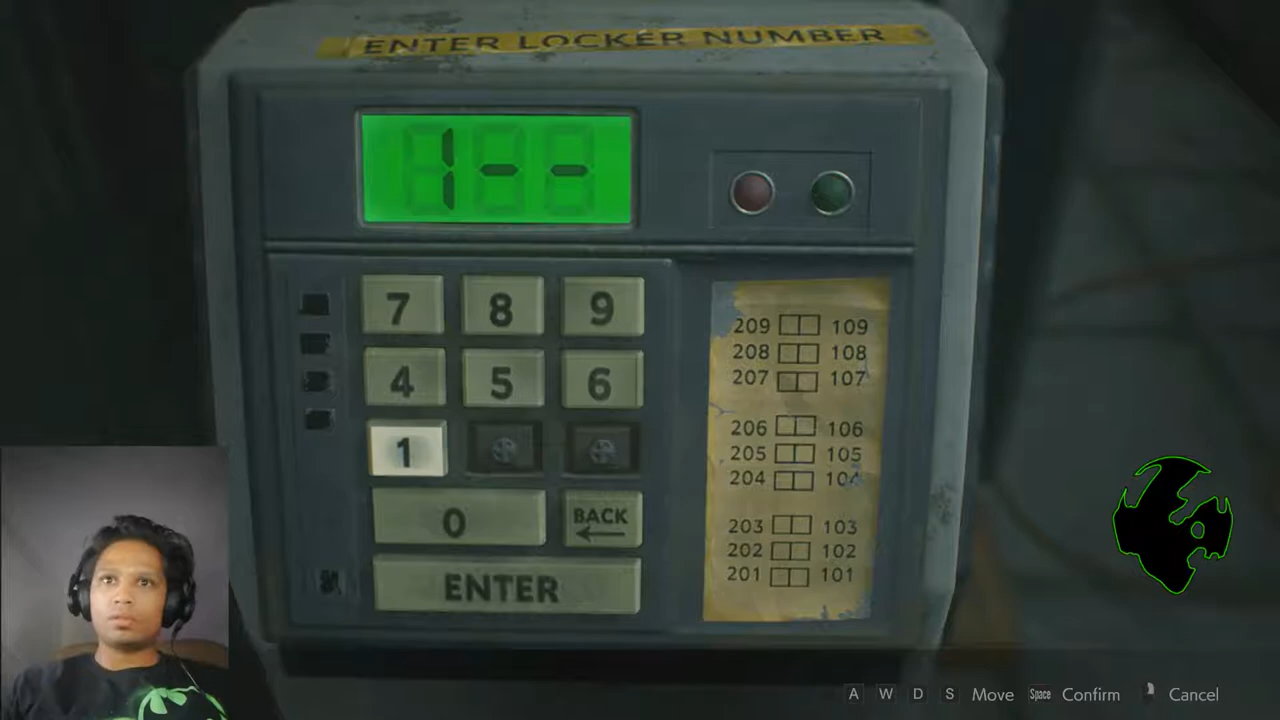 ENTER LOCKER NUMBER
1--
7 8 9
4 5 6
1
0 BACK
ENTER
209 109
208 108
207 107
206 106
205 105
204 104
203 103
202 102
201 101
A W D S Move Space Confirm Cancel